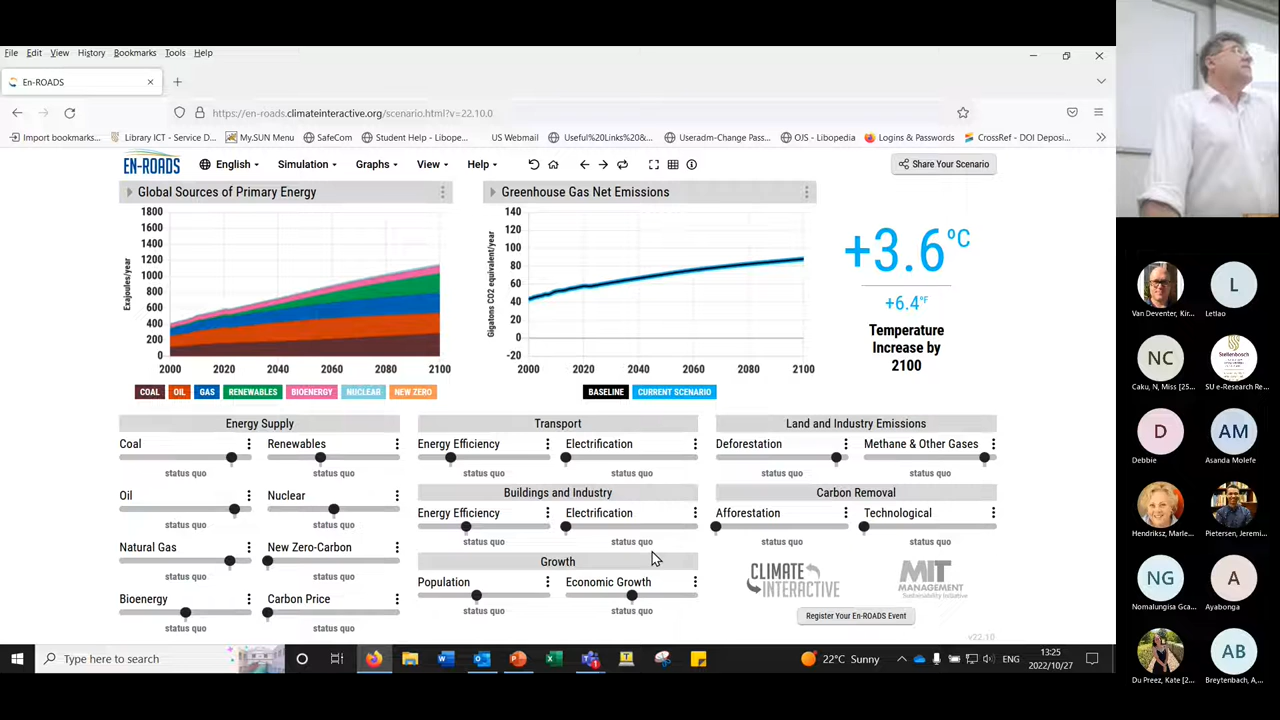 File Edit View History Bookmarks Tools Help
En-ROADS
https://en-roads.climateinteractive.org/scenario.html?v=22.10.0
Import bookmarks... Library ICT - Service D... My.SUN Menu SafeCom Student Help - Libope... US Webmail Useful%20Links%20&... Useradm-Change Pass... OJS - Libopedia Logins & Passwords CrossRef - DOI Deposi...
EN-ROADS English Simulation Graphs View Help Share Your Scenario
Global Sources of Primary Energy
Exajoules/year
1800
1600
1400
1200
1000
800
600
400
200
0
2000 2020 2040 2060 2080 2100
COAL OIL GAS RENEWABLES BIOENERGY NUCLEAR NEW ZERO
Greenhouse Gas Net Emissions
Gigatons CO2 equivalent/year
140
120
100
80
60
40
20
0
-20
2000 2020 2040 2060 2080 2100
BASELINE CURRENT SCENARIO
+3.6°C
+6.4°F
Temperature
Increase by
2100
Energy Supply
Coal Renewables
status quo status quo
Oil Nuclear
status quo status quo
Natural Gas New Zero-Carbon
status quo status quo
Bioenergy Carbon Price
status quo status quo
Transport
Energy Efficiency Electrification
status quo status quo
Buildings and Industry
Energy Efficiency Electrification
status quo status quo
Growth
Population Economic Growth
status quo status quo
Land and Industry Emissions
Deforestation Methane & Other Gases
status quo status quo
Carbon Removal
Afforestation Technological
status quo status quo
CLIMATE
INTERACTIVE
MIT
MANAGEMENT
Sustainability Initiative
Register Your En-ROADS Event
v22.10
Type here to search
22°C Sunny ENG 13:25
2022/10/27
Van Deventer, Kir... L Letlao
NC Caku, N, Miss [25... Stellenbosch SU e-Research Re...
D Debbie AM Asanda Molefe
Hendriksz, Marle... Pietersen, Jeremi...
NG Nomalungisa Gca... A Ayabonga
Du Preez, Kate [2... AB Breytenbach, A,...